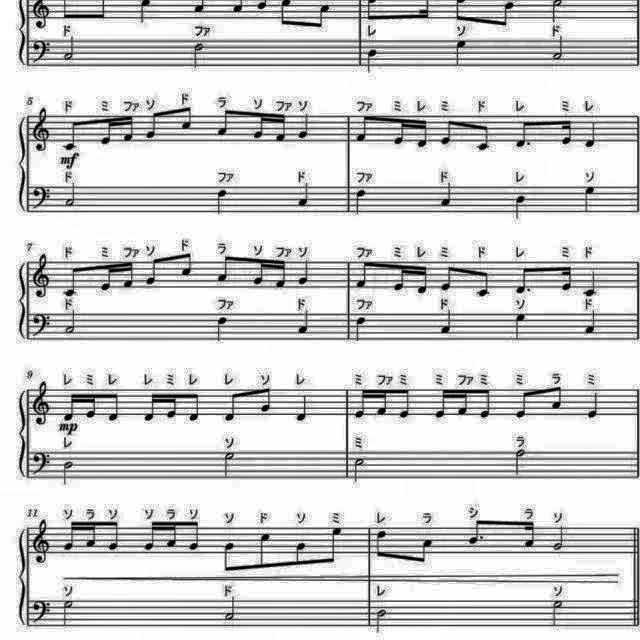 ド ファ レ ソ ド
5 ド ミ ファ ソ ド ラ ソ ファ ソ ファ ミ レ ミ ド レ ミ レ
mf
ド ファ ド ファ ド レ ソ
7 ド ミ ファ ソ ド ラ ソ ファ ソ ファ ミ レ ミ ド レ ミ ド
ド ファ ド ファ ド ソ ド
9 レ ミ レ レ ミ レ レ ソ レ ミ ファ ミ ミ ファ ミ ミ ラ ミ
mp
レ ソ ミ ラ
11 ソ ラ ソ ソ ラ ソ ソ ド ソ ミ レ ラ シ ラ ソ
ソ ド レ ソ